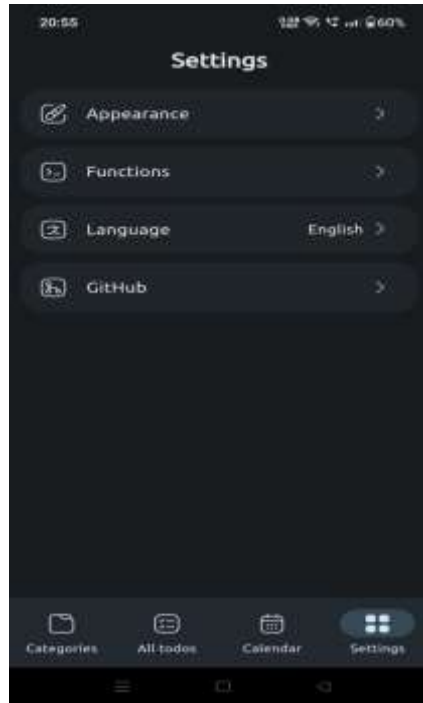 20:55 60%
Settings
Appearance
Functions
Language English
GitHub
Categories All todos Calendar Settings